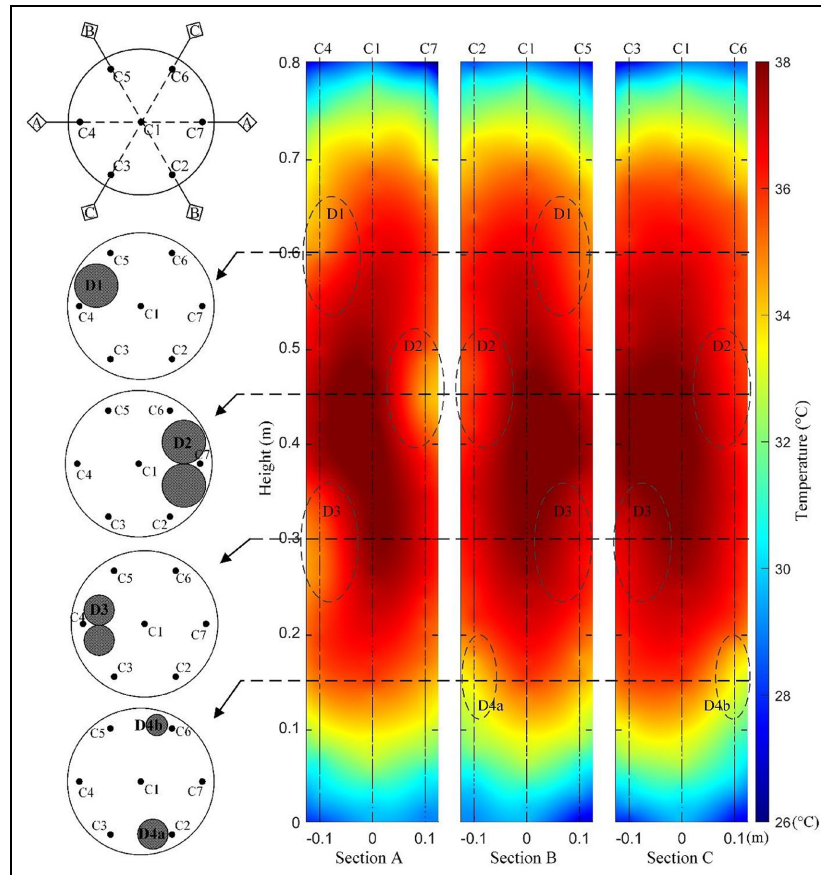 B C
C5 C6
A C4 C1 C7 A
C3 C2
C B
C5 C6
D1
C4 C1 C7
C3 C2
C5 C6
D2
C4 C1 C7
C3 C2
C5 C6
D3
C4 C1 C7
C3 C2
D4b
C5 C6
C4 C1 C7
C3 D4a C2
C4 C1 C7 C2 C1 C5 C3 C1 C6
0.8
0.7
0.6
0.5
0.4
0.3
0.2
0.1
0
Height (m)
D1 D1
D2 D2 D2
D3 D3 D3
D4a D4b
-0.1 0 0.1 -0.1 0 0.1 -0.1 0 0.1 (m)
Section A Section B Section C
38
36
34
32
30
28
26 (°C)
Temperature (°C)